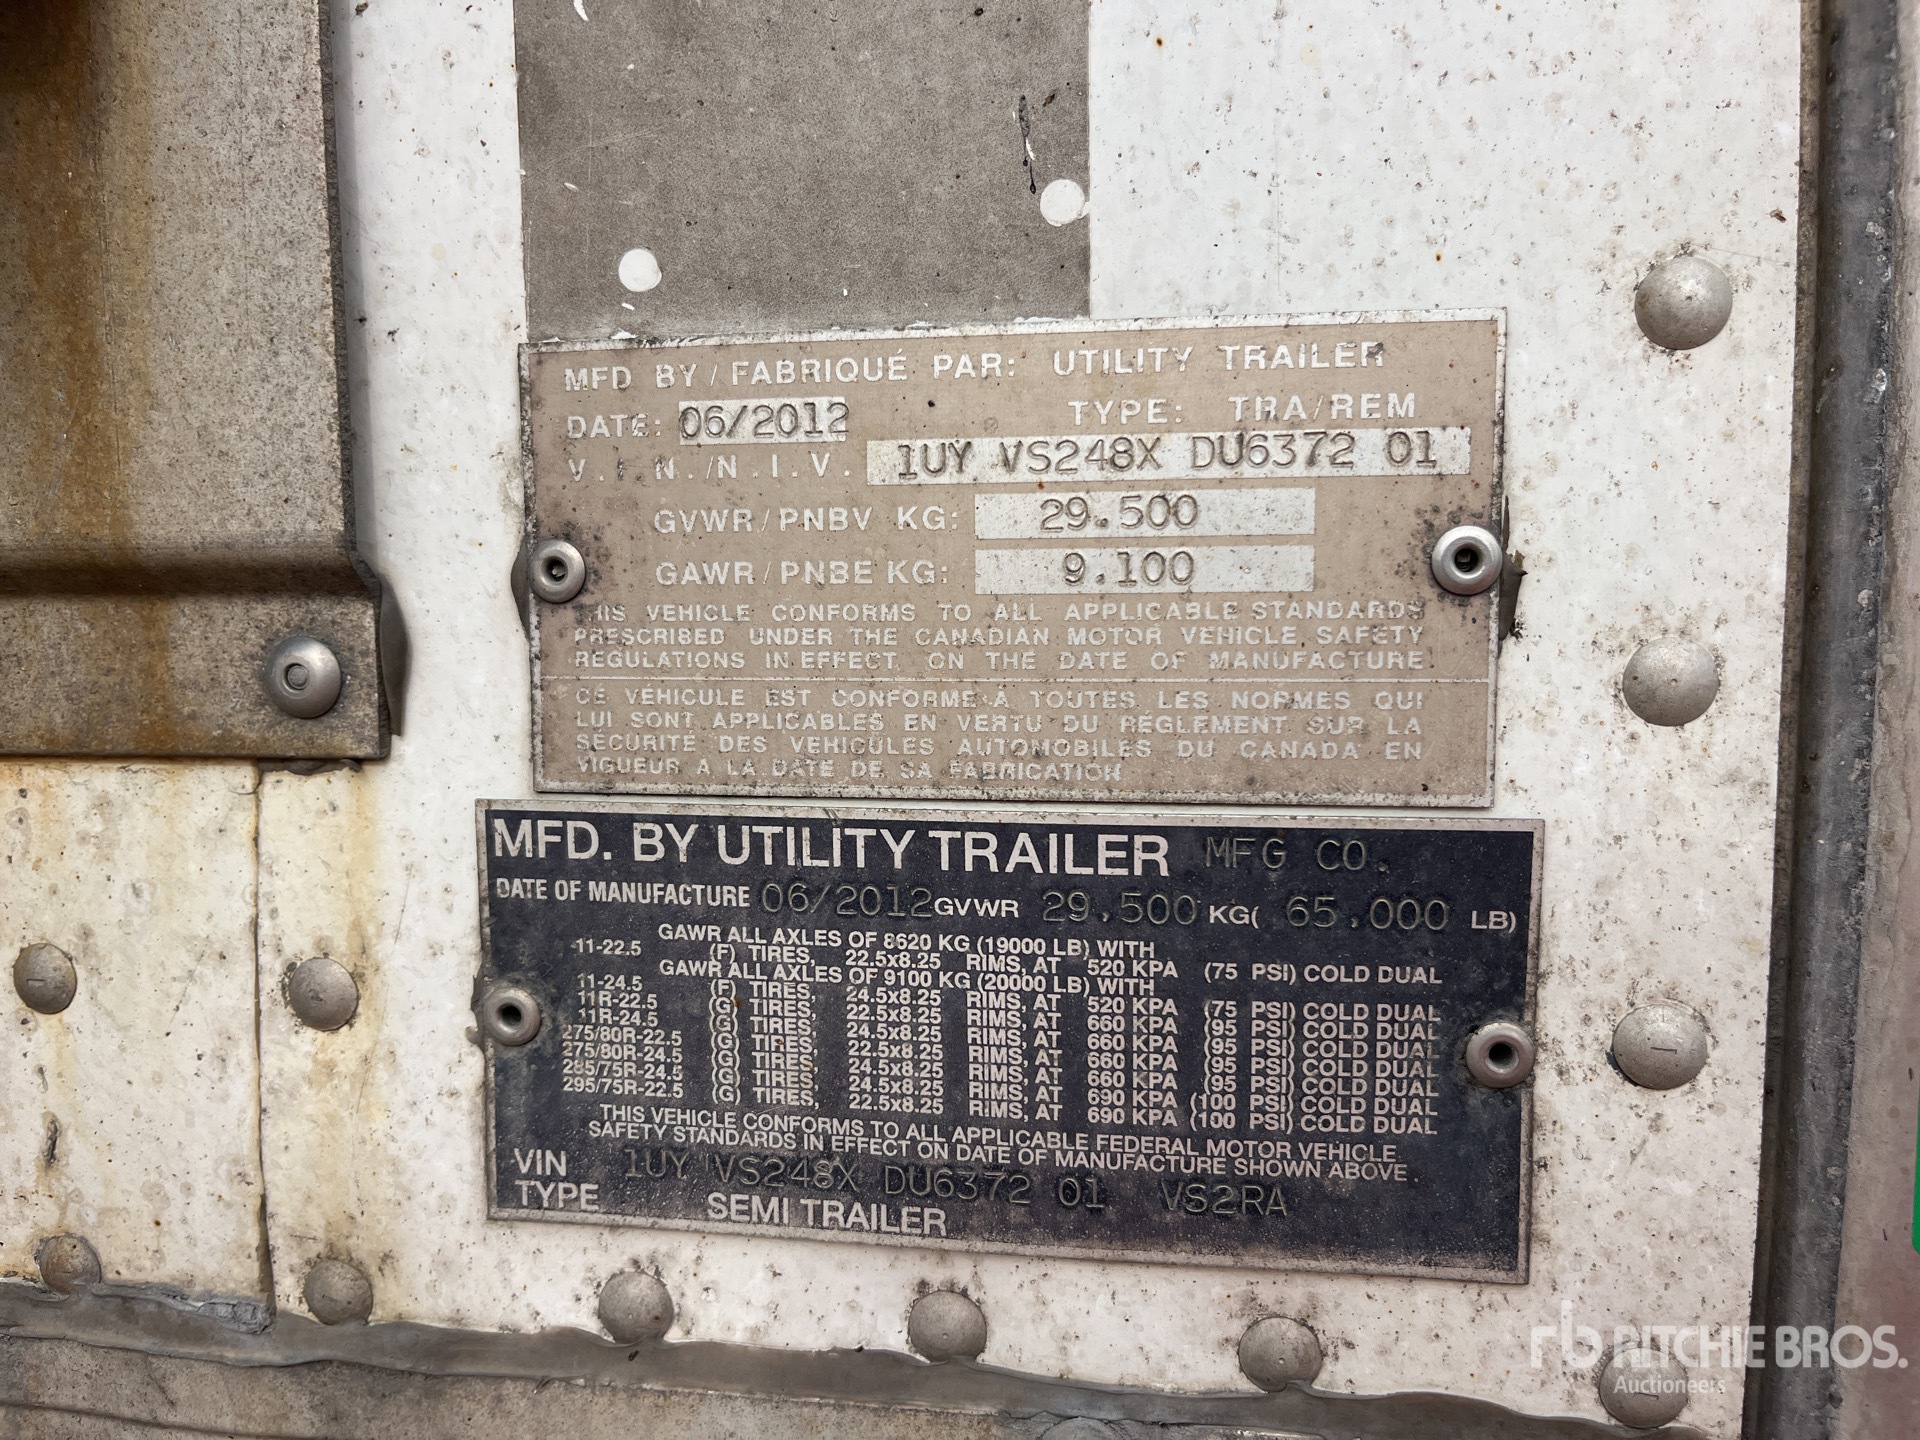 MFD BY / FABRIQUÉ PAR: UTILITY TRAILER
DATE: 06/2012 TYPE: TRA/REM
V.I.N./N.I.V. 1UY VS248X DU6372 01
GVWR/PNBV KG: 29.500
GAWR/PNBE KG: 9.100
THIS VEHICLE CONFORMS TO ALL APPLICABLE STANDARDS
PRESCRIBED UNDER THE CANADIAN MOTOR VEHICLE SAFETY
REGULATIONS IN EFFECT ON THE DATE OF MANUFACTURE.
CE VÉHICULE EST CONFORME À TOUTES LES NORMES QUI
LUI SONT APPLICABLES EN VERTU DU RÉGLEMENT SUR LA
SÉCURITÉ DES VÉHICULES AUTOMOBILES DU CANADA EN
VIGUEUR A LA DATE DE SA FABRICATION
MFD. BY UTILITY TRAILER MFG CO.
DATE OF MANUFACTURE 06/2012 GVWR 29.500 KG( 65.000 LB)
GAWR ALL AXLES OF 8620 KG (19000 LB) WITH
11-22.5 (F) TIRES, 22.5x8.25 RIMS, AT 520 KPA (75 PSI) COLD DUAL
GAWR ALL AXLES OF 9100 KG (20000 LB) WITH
11-24.5 (F) TIRES, 24.5x8.25 RIMS, AT 520 KPA (75 PSI) COLD DUAL
11R-22.5 (G) TIRES, 22.5x8.25 RIMS, AT 660 KPA (95 PSI) COLD DUAL
11R-24.5 (G) TIRES, 24.5x8.25 RIMS, AT 660 KPA (95 PSI) COLD DUAL
275/80R-22.5 (G) TIRES, 22.5x8.25 RIMS, AT 660 KPA (95 PSI) COLD DUAL
275/80R-24.5 (G) TIRES, 24.5x8.25 RIMS, AT 660 KPA (95 PSI) COLD DUAL
285/75R-24.5 (G) TIRES, 24.5x8.25 RIMS, AT 690 KPA (100 PSI) COLD DUAL
295/75R-22.5 (G) TIRES, 22.5x8.25 RIMS, AT 690 KPA (100 PSI) COLD DUAL
THIS VEHICLE CONFORMS TO ALL APPLICABLE FEDERAL MOTOR VEHICLE
SAFETY STANDARDS IN EFFECT ON DATE OF MANUFACTURE SHOWN ABOVE.
VIN 1UY VS248X DU6372 01 VS2RA
TYPE SEMI TRAILER
rb RITCHIE BROS.
Auctioneers